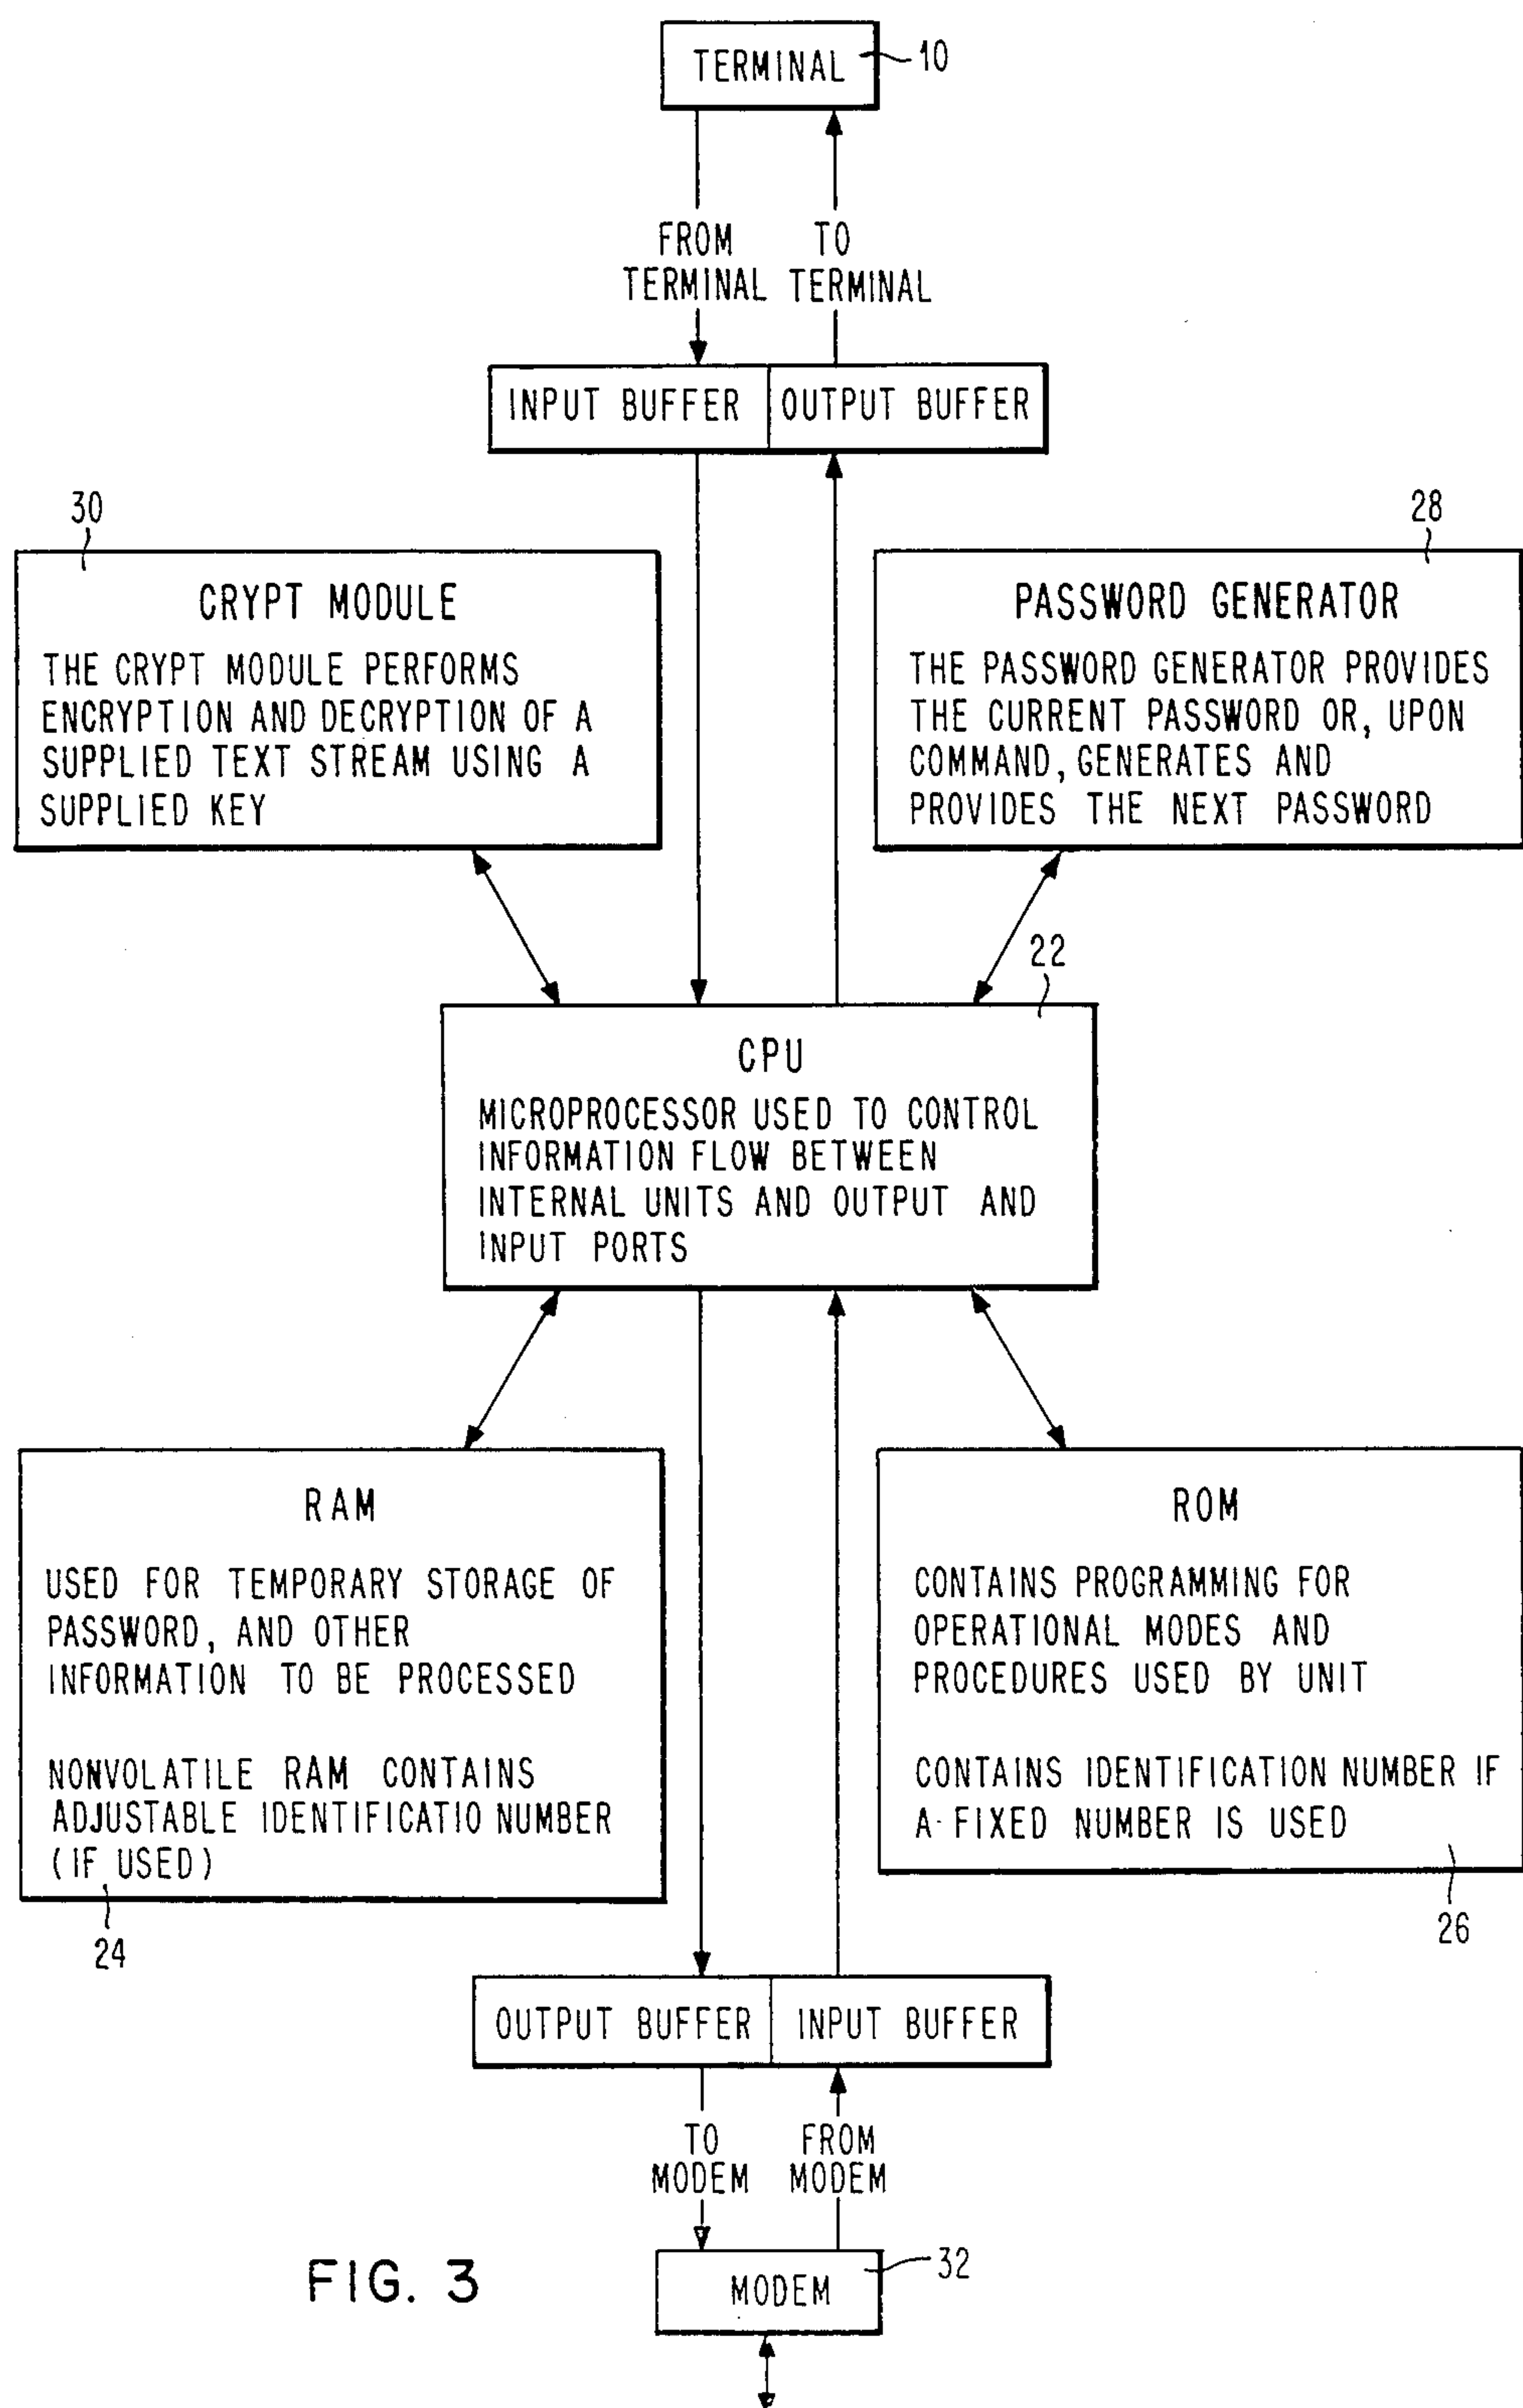 TERMINAL
10
FROM
TERMINAL
TO
TERMINAL
INPUT BUFFER
OUTPUT BUFFER
30
CRYPT MODULE
THE CRYPT MODULE PERFORMS
ENCRYPTION AND DECRYPTION OF A
SUPPLIED TEXT STREAM USING A
SUPPLIED KEY
28
PASSWORD GENERATOR
THE PASSWORD GENERATOR PROVIDES
THE CURRENT PASSWORD OR, UPON
COMMAND, GENERATES AND
PROVIDES THE NEXT PASSWORD
22
CPU
MICROPROCESSOR USED TO CONTROL
INFORMATION FLOW BETWEEN
INTERNAL UNITS AND OUTPUT AND
INPUT PORTS
RAM
USED FOR TEMPORARY STORAGE OF
PASSWORD, AND OTHER
INFORMATION TO BE PROCESSED
NONVOLATILE RAM CONTAINS
ADJUSTABLE IDENTIFICATIO NUMBER
(IF USED)
24
ROM
CONTAINS PROGRAMMING FOR
OPERATIONAL MODES AND
PROCEDURES USED BY UNIT
CONTAINS IDENTIFICATION NUMBER IF
A FIXED NUMBER IS USED
26
OUTPUT BUFFER
INPUT BUFFER
TO
MODEM
FROM
MODEM
MODEM
32
FIG. 3